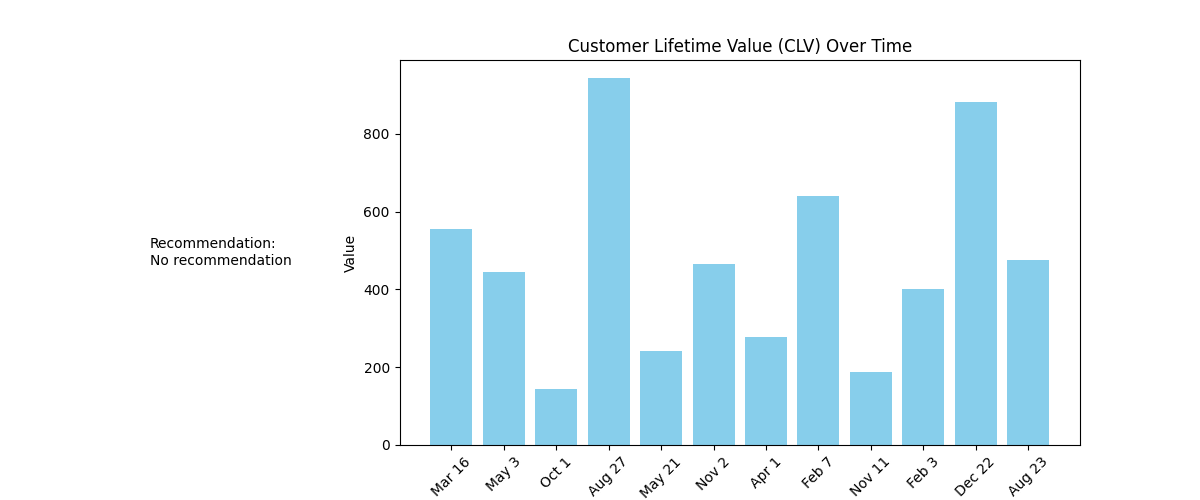 Customer Lifetime Value (CLV) Over Time
Recommendation:
No recommendation
Value
800
600
400
200
0
Mar 16
May 3
Oct 1
Aug 27
May 21
Nov 2
Apr 1
Feb 7
Nov 11
Feb 3
Dec 22
Aug 23